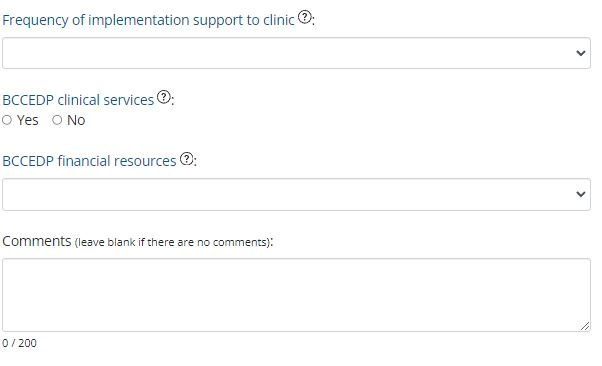 Frequency of implementation support to clinic ?:
BCCEDP clinical services ?:
Yes No
BCCEDP financial resources ?:
Comments (leave blank if there are no comments):
0 / 200